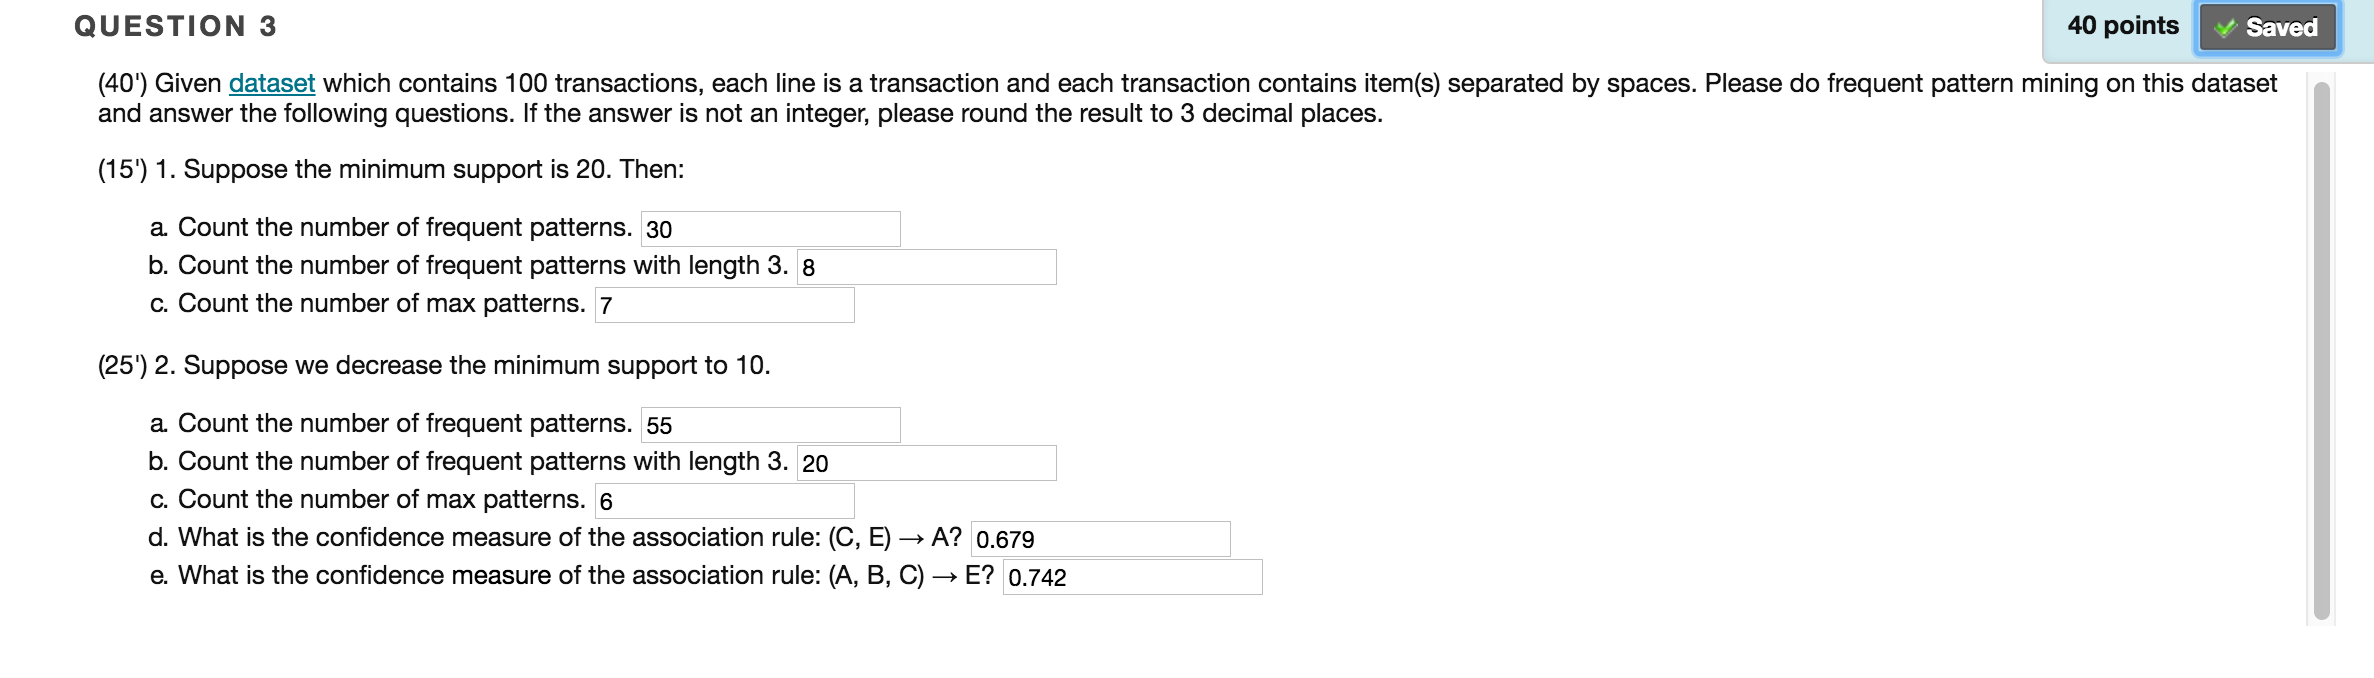 QUESTION 3
40 points
Saved
(40') Given dataset which contains 100 transactions, each line is a transaction and each transaction contains item(s) separated by spaces. Please do frequent pattern mining on this dataset
and answer the following questions. If the answer is not an integer, please round the result to 3 decimal places.
(15') 1. Suppose the minimum support is 20. Then:
a. Count the number of frequent patterns. 30
b. Count the number of frequent patterns with length 3. 8
c. Count the number of max patterns. 7
(25') 2. Suppose we decrease the minimum support to 10.
a. Count the number of frequent patterns. 55
b. Count the number of frequent patterns with length 3. 20
c. Count the number of max patterns. 6
d. What is the confidence measure of the association rule: (C, E) → A? 0.679
e. What is the confidence measure of the association rule: (A, B, C) → E? 0.742